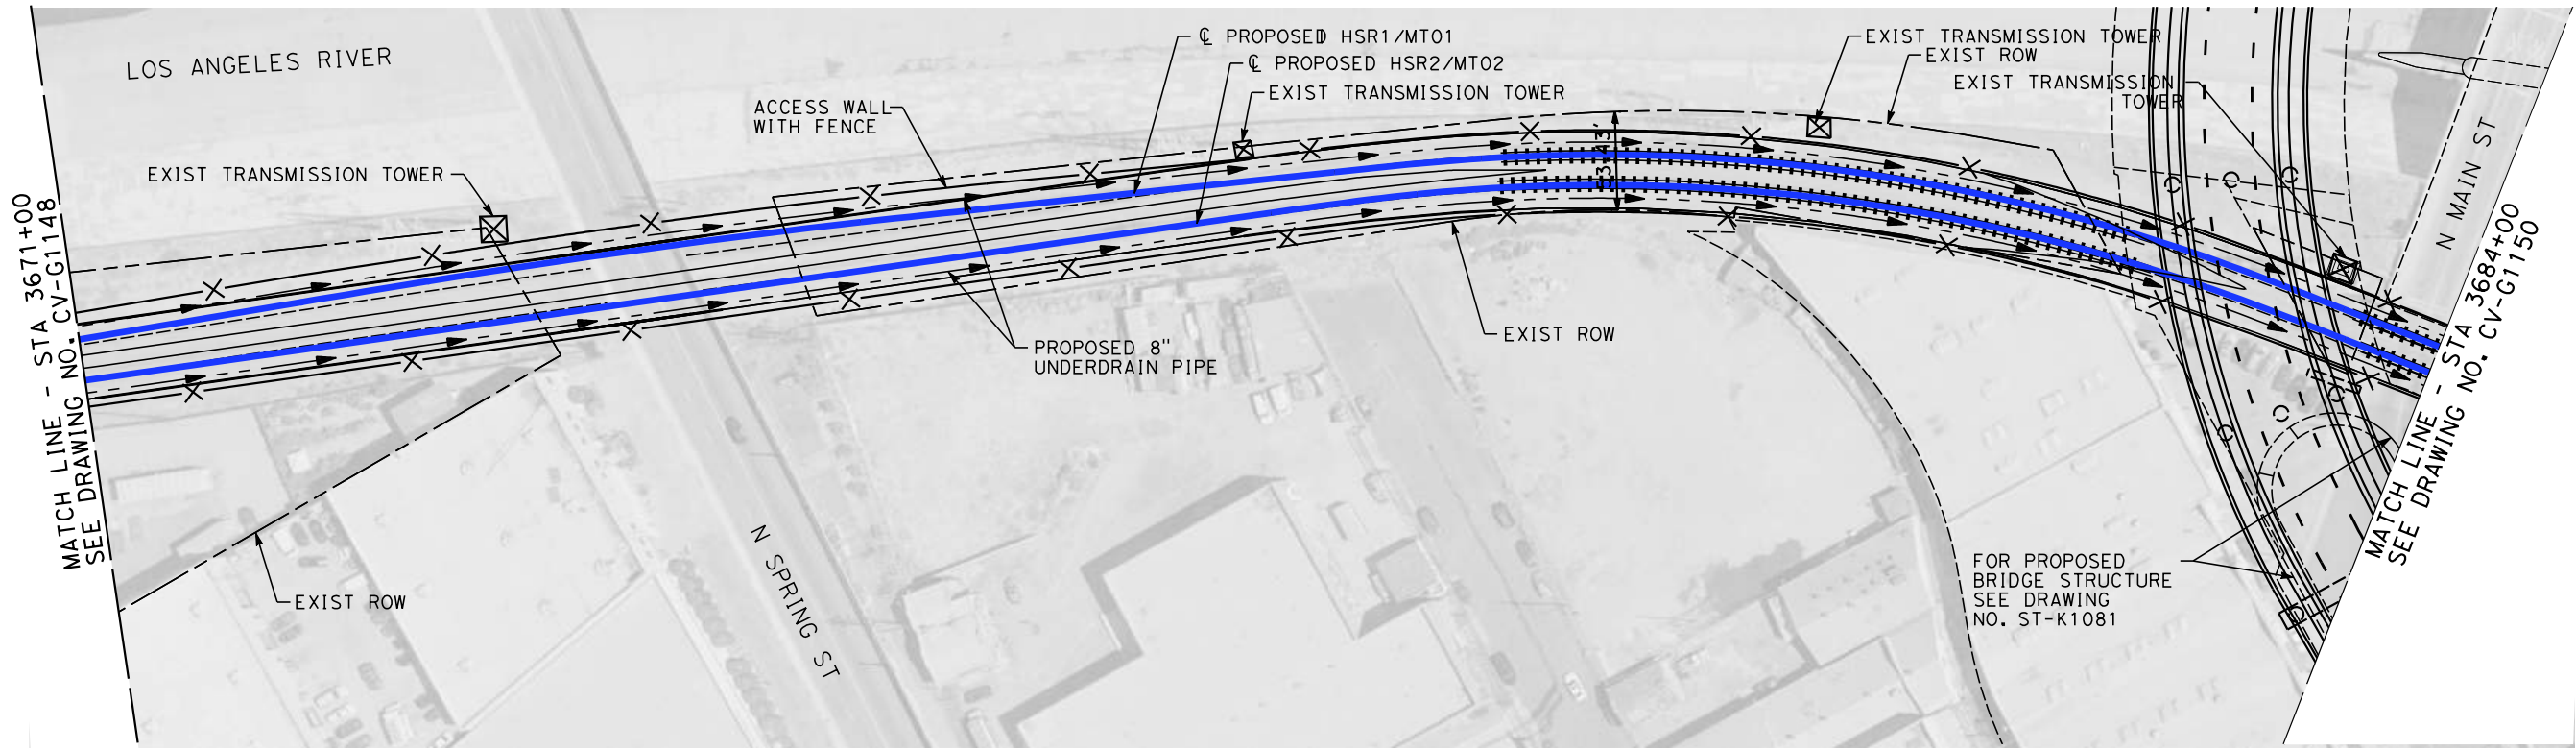 LOS ANGELES RIVER
℄ PROPOSED HSR1/MT01
℄ PROPOSED HSR2/MT02
EXIST TRANSMISSION TOWER
ACCESS WALL
WITH FENCE
EXIST TRANSMISSION TOWER
EXIST TRANSMISSION TOWER
EXIST ROW
EXIST TRANSMISSION
TOWER
N MAIN ST
MATCH LINE - STA 3671+00
SEE DRAWING NO. CV-G1148
EXIST ROW
PROPOSED 8"
UNDERDRAIN PIPE
EXIST ROW
N SPRING ST
FOR PROPOSED
BRIDGE STRUCTURE
SEE DRAWING
NO. ST-K1081
MATCH LINE - STA 3684+00
SEE DRAWING NO. CV-G1150